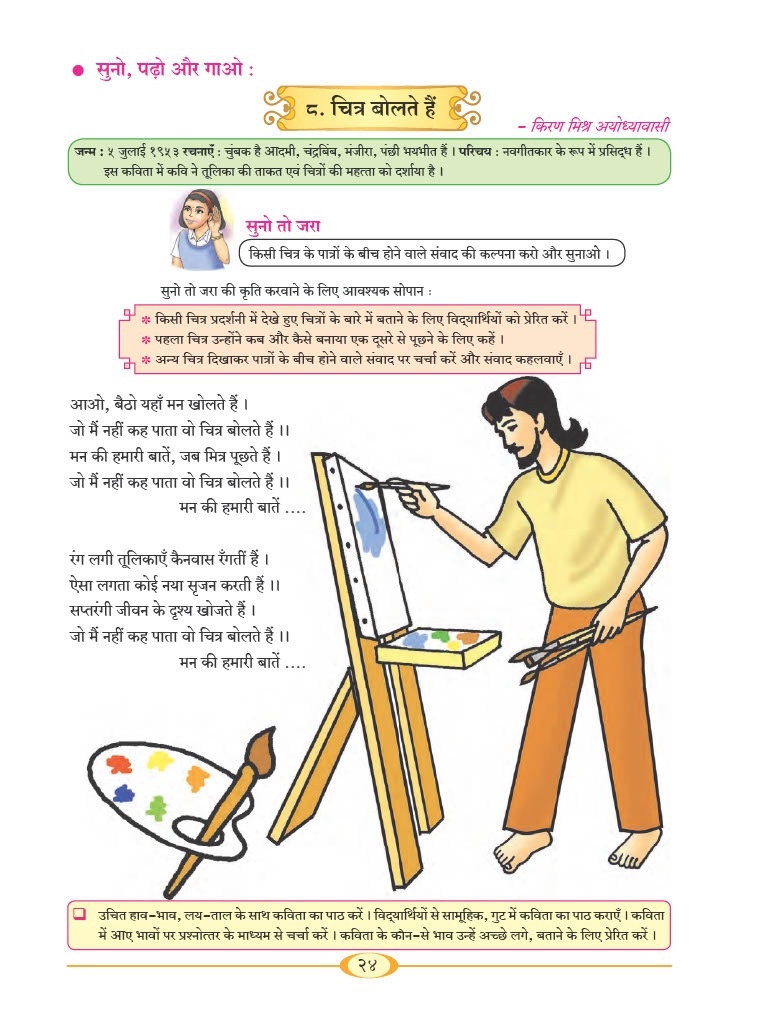 ● सुनो, पढ़ो और गाओ :
८. चित्र बोलते हैं
- किरण मिश्र अयोध्यावासी
जन्म : ५ जुलाई १९५३ रचनाएँ : चुंबक है आदमी, चंद्रबिंब, मंजीरा, पंछी भयभीत हैं । परिचय : नवगीतकार के रूप में प्रसिद्ध हैं ।
इस कविता में कवि ने तूलिका की ताकत एवं चित्रों की महत्ता को दर्शाया है ।
सुनो तो जरा
किसी चित्र के पात्रों के बीच होने वाले संवाद की कल्पना करो और सुनाओ ।
सुनो तो जरा की कृति करवाने के लिए आवश्यक सोपान :
✽ किसी चित्र प्रदर्शनी में देखे हुए चित्रों के बारे में बताने के लिए विद्यार्थियों को प्रेरित करें ।
✽ पहला चित्र उन्होंने कब और कैसे बनाया एक दूसरे से पूछने के लिए कहें ।
✽ अन्य चित्र दिखाकर पात्रों के बीच होने वाले संवाद पर चर्चा करें और संवाद कहलवाएँ ।
आओ, बैठो यहाँ मन खोलते हैं ।
जो मैं नहीं कह पाता वो चित्र बोलते हैं ।।
मन की हमारी बातें, जब मित्र पूछते हैं ।
जो मैं नहीं कह पाता वो चित्र बोलते हैं ।।
मन की हमारी बातें ....
रंग लगी तूलिकाएँ कैनवास रँगतीं हैं ।
ऐसा लगता कोई नया सृजन करती हैं ।।
सप्तरंगी जीवन के दृश्य खोजते हैं ।
जो मैं नहीं कह पाता वो चित्र बोलते हैं ।।
मन की हमारी बातें ....
❑ उचित हाव-भाव, लय-ताल के साथ कविता का पाठ करें । विद्यार्थियों से सामूहिक, गुट में कविता का पाठ कराएँ । कविता
में आए भावों पर प्रश्नोत्तर के माध्यम से चर्चा करें । कविता के कौन-से भाव उन्हें अच्छे लगे, बताने के लिए प्रेरित करें ।
२४